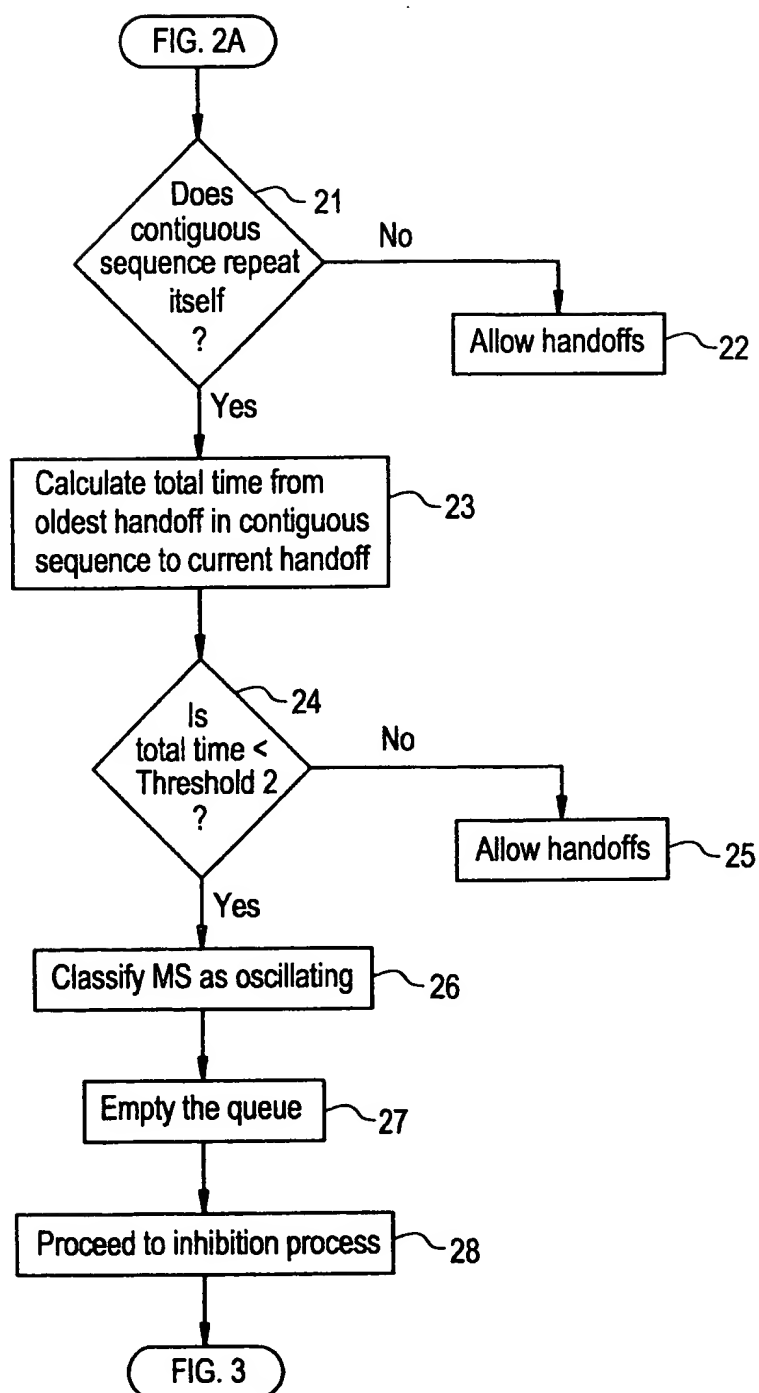 FIG. 2A
Does
contiguous
sequence repeat
itself
?
21
No
Allow handoffs
22
Yes
Calculate total time from
oldest handoff in contiguous
sequence to current handoff
23
Is
total time <
Threshold 2
?
24
No
Allow handoffs
25
Yes
Classify MS as oscillating
26
Empty the queue
27
Proceed to inhibition process
28
FIG. 3